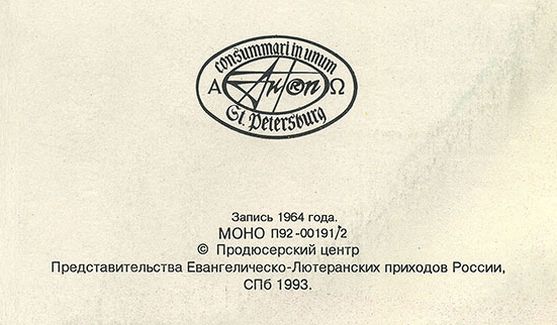 consummari in unum
Α АнТон Ω
St. Petersburg
Запись 1964 года.
МОНО П92-00191/2
© Продюсерский центр
Представительства Евангелическо-Лютеранских приходов России,
СПб 1993.